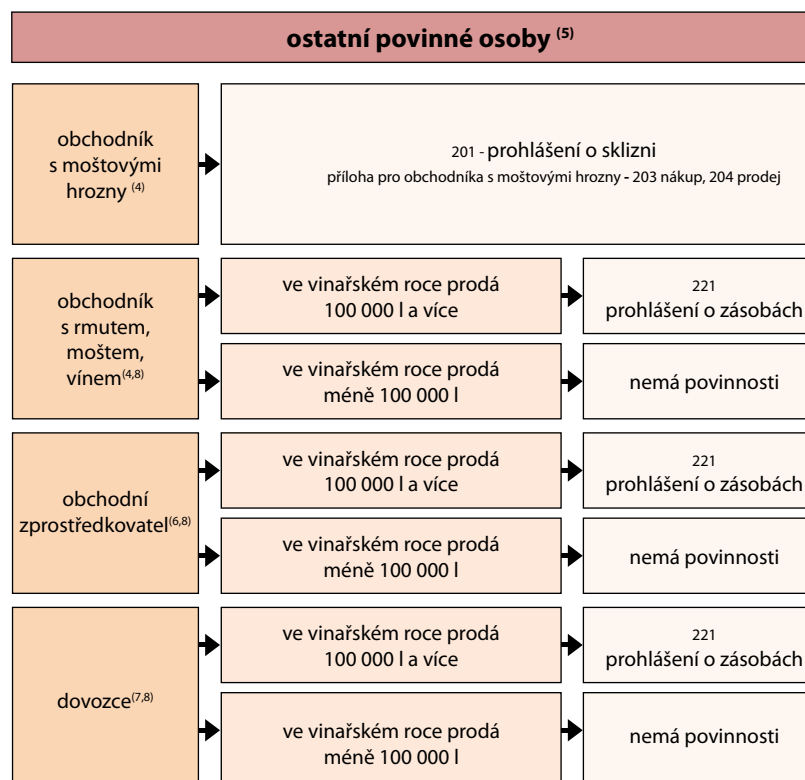 ostatní povinné osoby (5)
obchodník
s moštovými
hrozny (4)
201 - prohlášení o sklizni
příloha pro obchodníka s moštovými hrozny - 203 nákup, 204 prodej
obchodník
s rmutem,
moštem,
vínem(4,8)
ve vinařském roce prodá
100 000 l a více
221
prohlášení o zásobách
ve vinařském roce prodá
méně 100 000 l
nemá povinnosti
obchodní
zprostředkovatel(6,8)
ve vinařském roce prodá
100 000 l a více
221
prohlášení o zásobách
ve vinařském roce prodá
méně 100 000 l
nemá povinnosti
dovozce(7,8)
ve vinařském roce prodá
100 000 l a více
221
prohlášení o zásobách
ve vinařském roce prodá
méně 100 000 l
nemá povinnosti